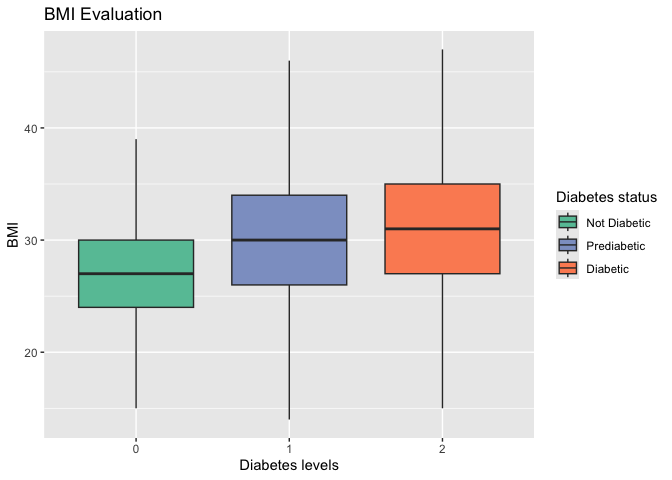 BMI Evaluation
BMI
40
30
20
0
1
2
Diabetes levels
Diabetes status
Not Diabetic
Prediabetic
Diabetic